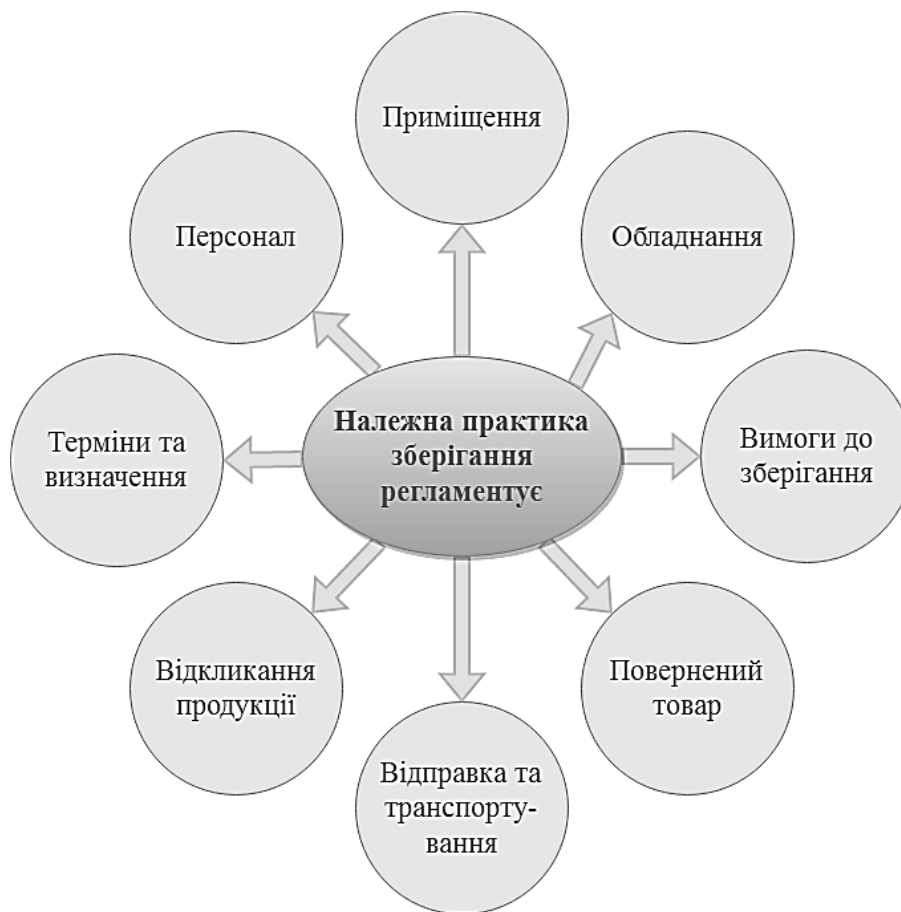 Приміщення
Персонал
Обладнання
Належна практика
зберігання
регламентує
Терміни та
визначення
Вимоги до
зберігання
Відкликання
продукції
Повернений
товар
Відправка та
транспорту-
вання